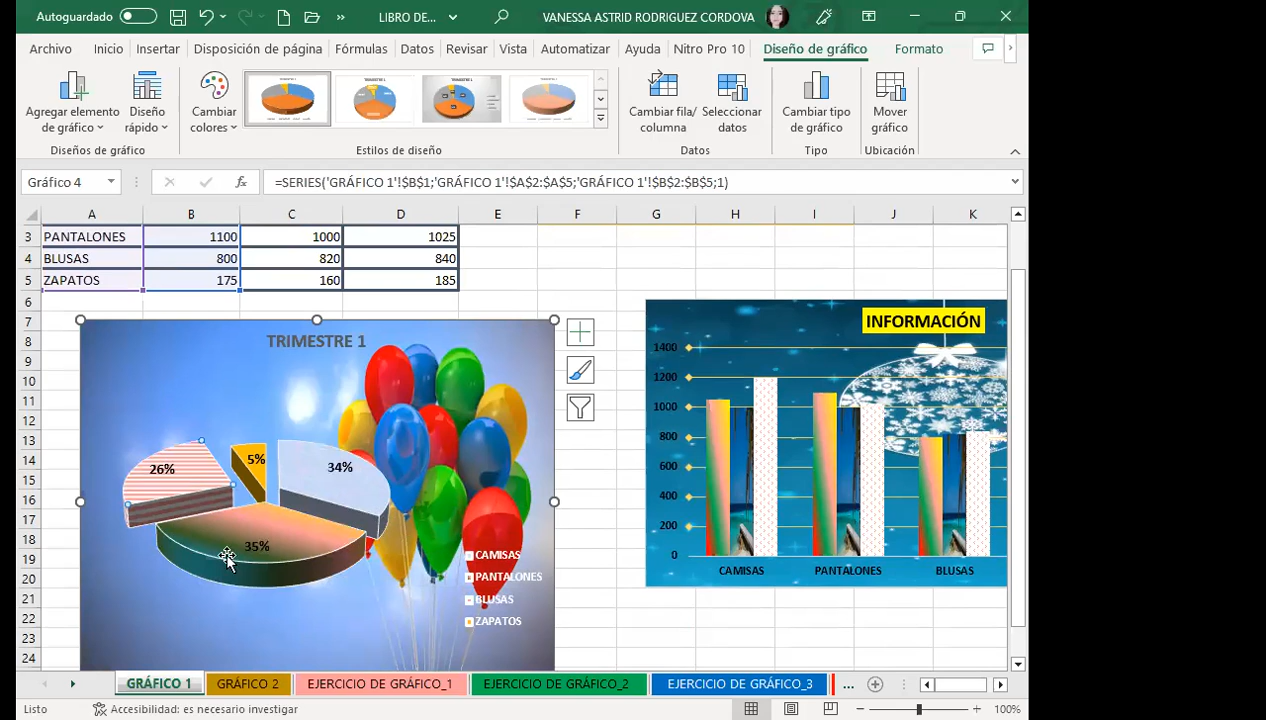 Autoguardado
LIBRO DE...
VANESSA ASTRID RODRIGUEZ CORDOVA
Archivo Inicio Insertar Disposición de página Fórmulas Datos Revisar Vista Automatizar Ayuda Nitro Pro 10 Diseño de gráfico Formato
Agregar elemento de gráfico
Diseño rápido
Cambiar colores
Cambiar fila/ columna
Seleccionar datos
Cambiar tipo de gráfico
Mover gráfico
Diseños de gráfico
Estilos de diseño
Datos
Tipo
Ubicación
Gráfico 4
fx
=SERIES('GRÁFICO 1'!$B$1;'GRÁFICO 1'!$A$2:$A$5;'GRÁFICO 1'!$B$2:$B$5;1)
A B C D E F G H I J K
3 PANTALONES 1100 1000 1025
4 BLUSAS 800 820 840
5 ZAPATOS 175 160 185
6
7
8
9
10
11
12
13
14
15
16
17
18
19
20
21
22
23
24
TRIMESTRE 1
26%
5%
34%
35%
CAMISAS
PANTALONES
BLUSAS
ZAPATOS
INFORMACIÓN
1400
1200
1000
800
600
400
200
0
CAMISAS PANTALONES BLUSAS
GRÁFICO 1 GRÁFICO 2 EJERCICIO DE GRÁFICO_1 EJERCICIO DE GRÁFICO_2 EJERCICIO DE GRÁFICO_3 ...
Listo
Accesibilidad: es necesario investigar
100%